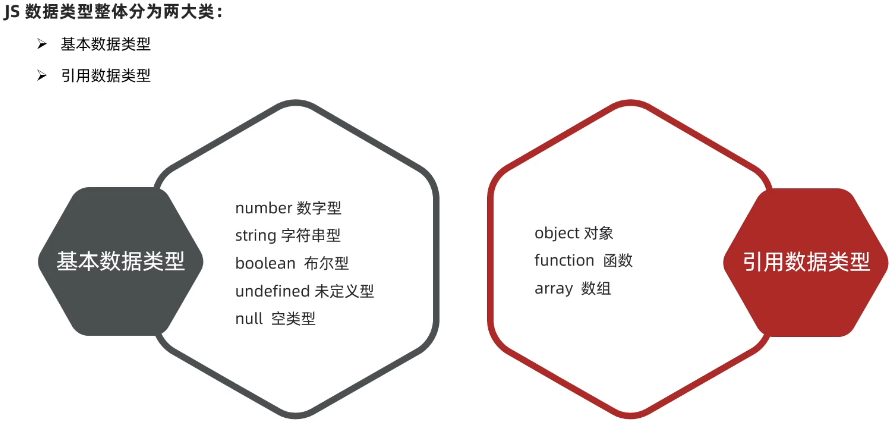 JS 数据类型整体分为两大类：
基本数据类型
引用数据类型
基本数据类型
number 数字型
string 字符串型
boolean 布尔型
undefined 未定义型
null 空类型
object 对象
function 函数
array 数组
引用数据类型